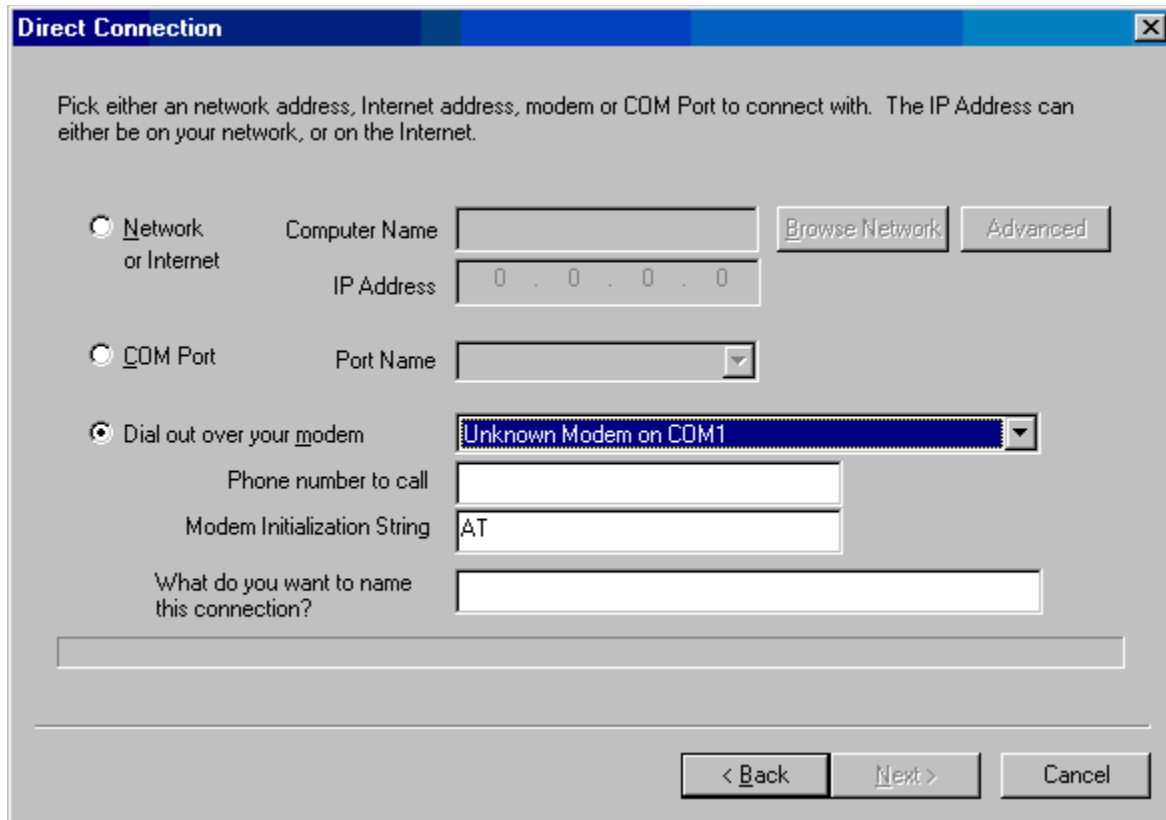 Direct Connection
Pick either an network address, Internet address, modem or COM Port to connect with. The IP Address can
either be on your network, or on the Internet.
Network
or Internet
Computer Name
Browse Network
Advanced
IP Address
0 . 0 . 0 . 0
COM Port
Port Name
Dial out over your modem
Unknown Modem on COM1
Phone number to call
Modem Initialization String
AT
What do you want to name
this connection?
< Back
Next >
Cancel